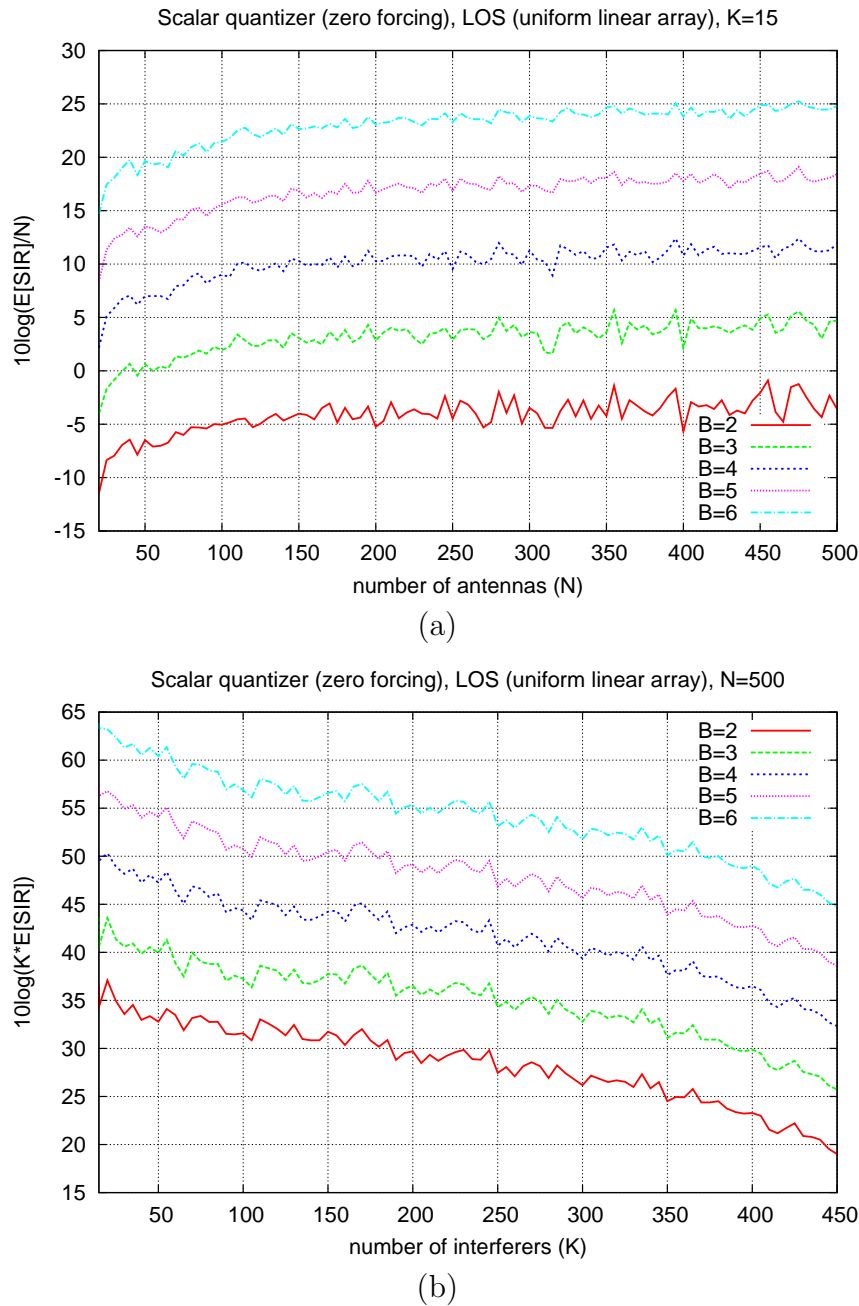 Scalar quantizer (zero forcing), LOS (uniform linear array), K=15
30
25
20
15
10
5
0
-5
-10
-15
10log(E[SIR]/N)
B=2
B=3
B=4
B=5
B=6
50 100 150 200 250 300 350 400 450 500
number of antennas (N)
(a)
Scalar quantizer (zero forcing), LOS (uniform linear array), N=500
65
60
55
50
45
40
35
30
25
20
15
10log(K*E[SIR])
B=2
B=3
B=4
B=5
B=6
50 100 150 200 250 300 350 400 450
number of interferers (K)
(b)